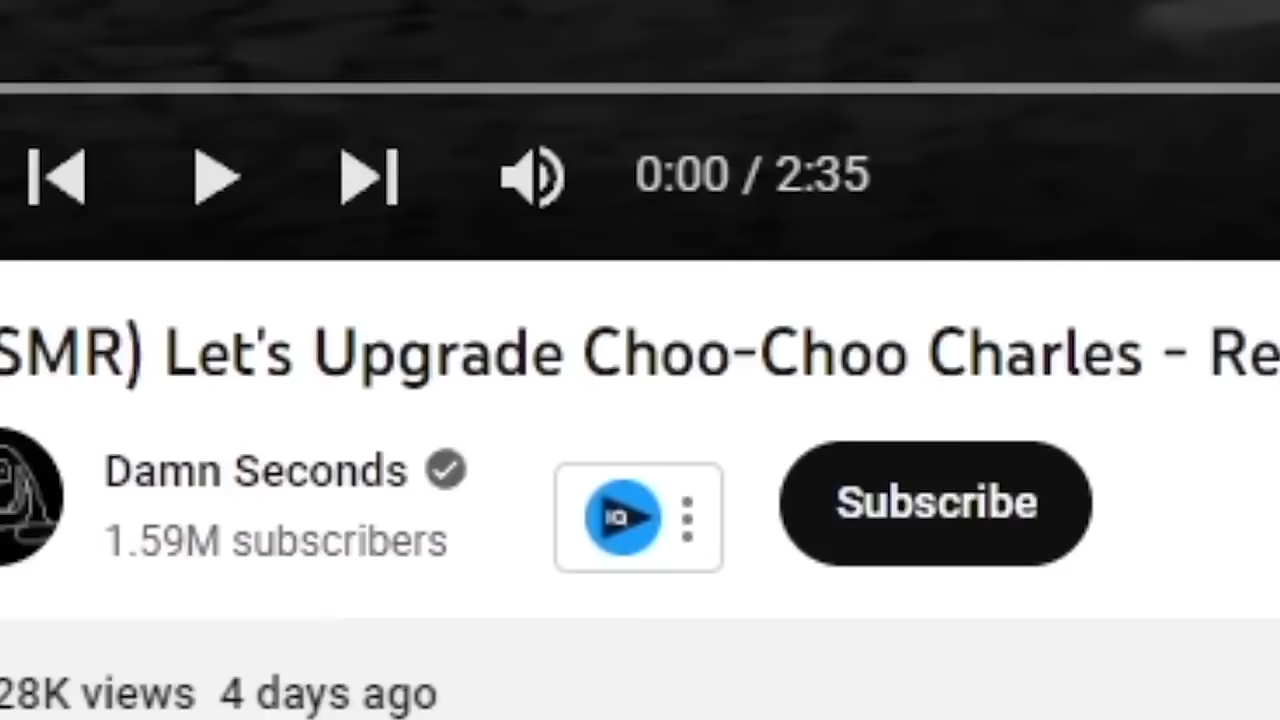 0:00 / 2:35
SMR) Let's Upgrade Choo-Choo Charles - Re
Damn Seconds
IQ
Subscribe
1.59M subscribers
28K views 4 days ago